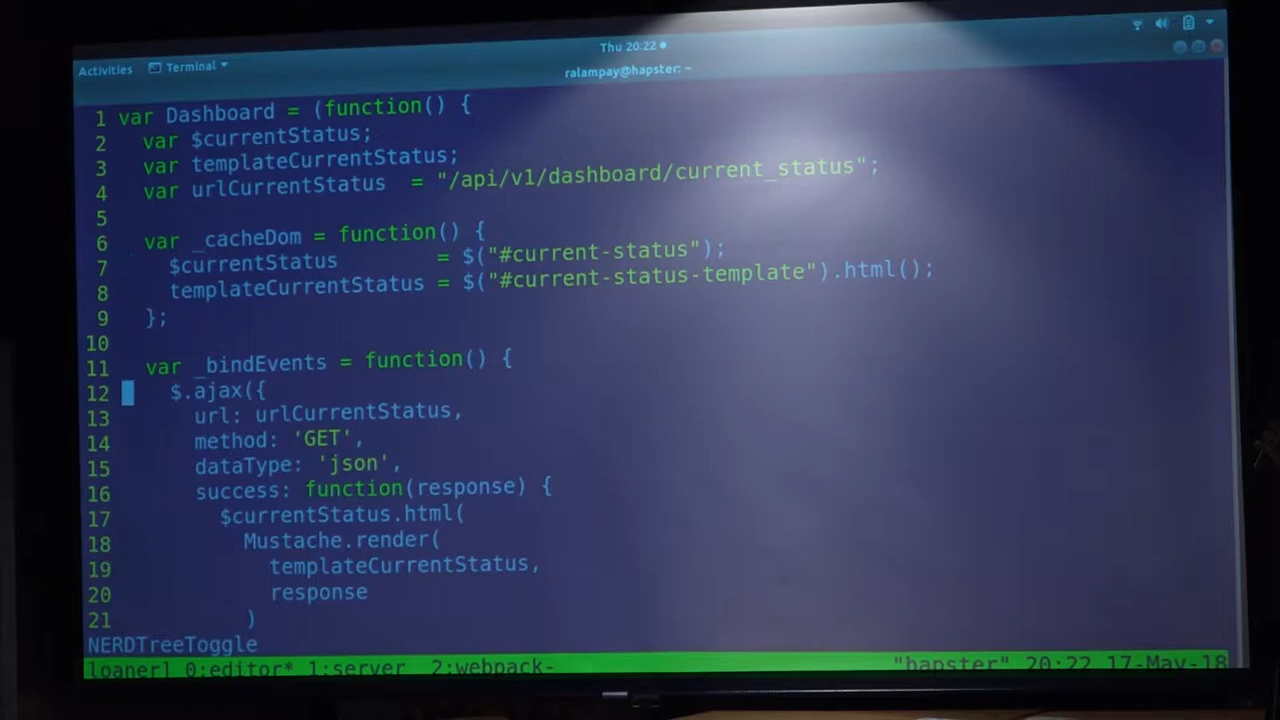 Thu 20:22
Activities Terminal
ralampay@hapster: ~
1 var Dashboard = (function() {
2 var $currentStatus;
3 var templateCurrentStatus;
4 var urlCurrentStatus = "/api/v1/dashboard/current_status";
5
6 var _cacheDom = function() {
7 $currentStatus = $("#current-status");
8 templateCurrentStatus = $("#current-status-template").html();
9 };
10
11 var _bindEvents = function() {
12 $.ajax({
13 url: urlCurrentStatus,
14 method: 'GET',
15 dataType: 'json',
16 success: function(response) {
17 $currentStatus.html(
18 Mustache.render(
19 templateCurrentStatus,
20 response
21 )
NERDTreeToggle
loaner] 0:editor* 1:server 2:webpack- "hapster" 20:22 17-May-18